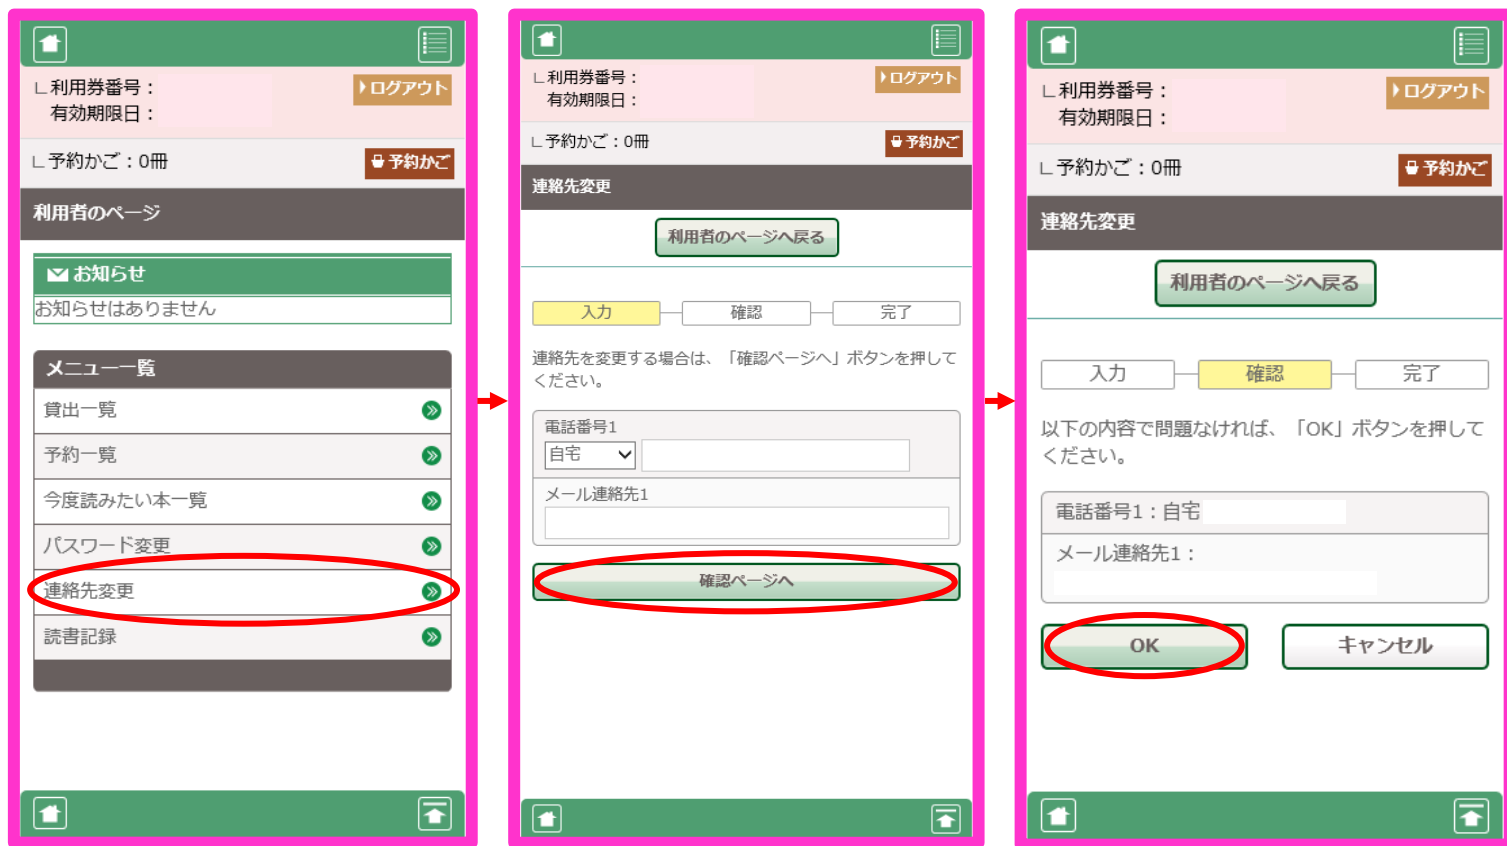 ∟利用券番号：
有効期限日：
ログアウト
∟予約かご：0冊
予約かご
利用者のページ
お知らせ
お知らせはありません
メニュー一覧
貸出一覧
予約一覧
今度読みたい本一覧
パスワード変更
連絡先変更
読書記録
∟利用券番号：
有効期限日：
ログアウト
∟予約かご：0冊
予約かご
連絡先変更
利用者のページへ戻る
入力
確認
完了
連絡先を変更する場合は、「確認ページへ」ボタンを押して
ください。
電話番号1
自宅
メール連絡先1
確認ページへ
∟利用券番号：
有効期限日：
ログアウト
∟予約かご：0冊
予約かご
連絡先変更
利用者のページへ戻る
入力
確認
完了
以下の内容で問題なければ、「OK」ボタンを押して
ください。
電話番号1：自宅
メール連絡先1：
OK
キャンセル